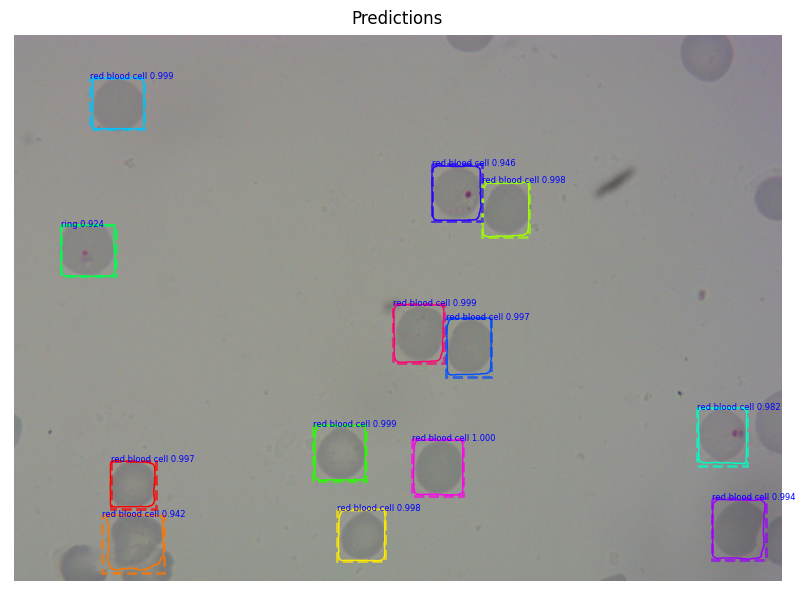 Predictions
red blood cell 0.999
red blood cell 0.946
red blood cell 0.998
ring 0.924
red blood cell 0.999
red blood cell 0.997
red blood cell 0.982
red blood cell 0.999
red blood cell 1.000
red blood cell 0.997
red blood cell 0.994
red blood cell 0.998
red blood cell 0.942